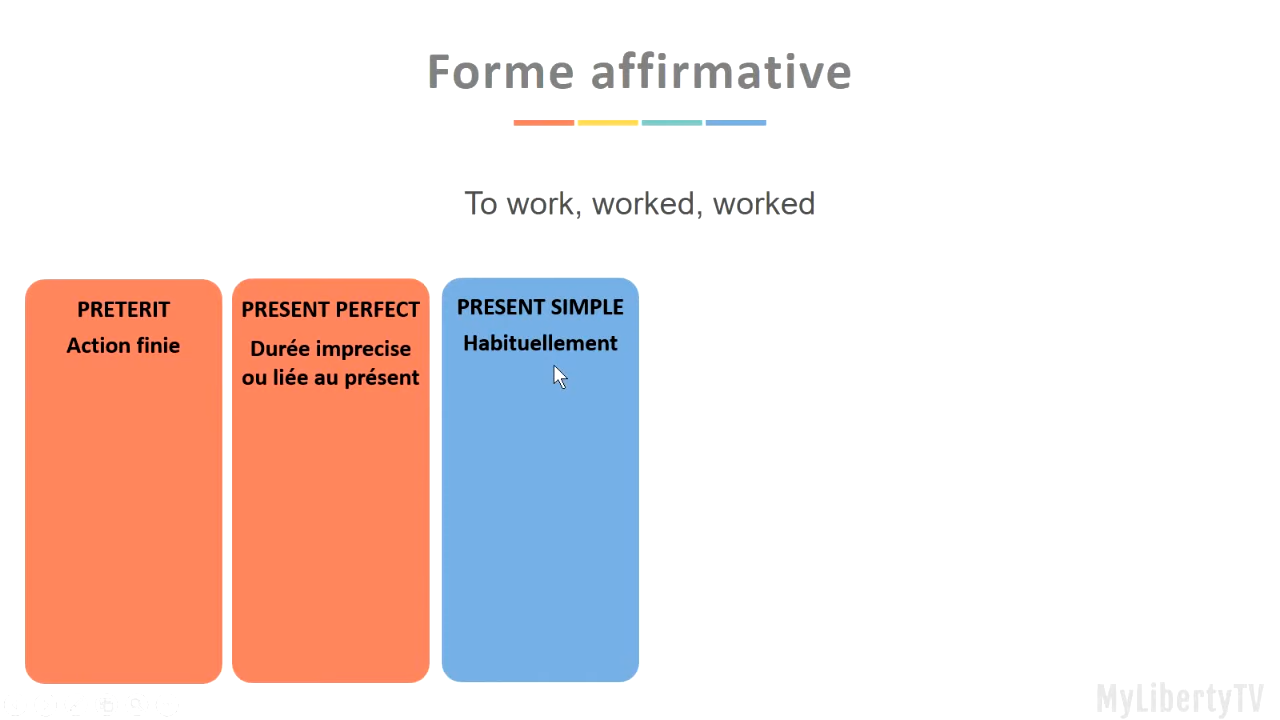 Forme affirmative
To work, worked, worked
PRETERIT
Action finie
PRESENT PERFECT
Durée imprecise
ou liée au présent
PRESENT SIMPLE
Habituellement
MyLibertyTV